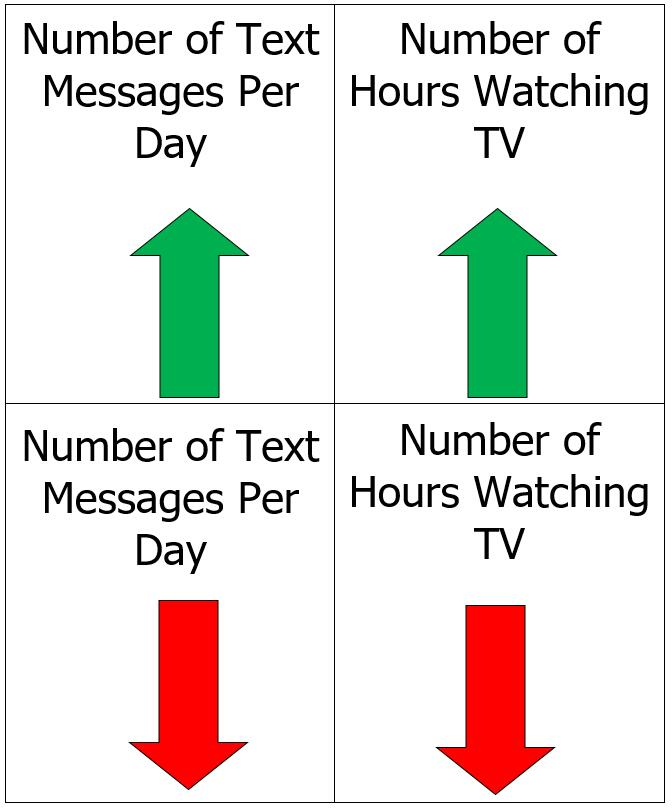 Number of Text
Messages Per
Day
Number of
Hours Watching
TV
Number of Text
Messages Per
Day
Number of
Hours Watching
TV